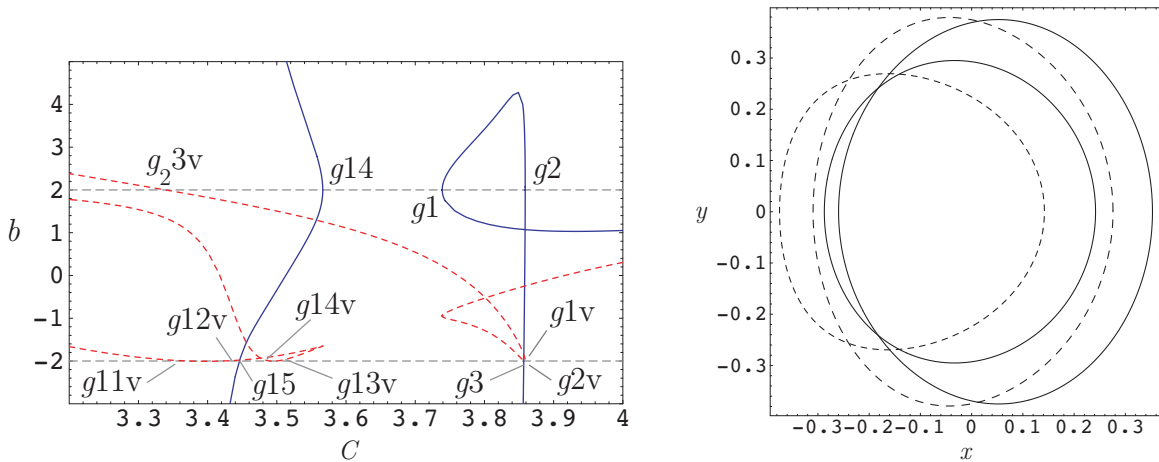 4
3
2
1
0
-1
-2
b
g₂3v
g14
g1
g2
g12v
g14v
g1v
g11v
g15
g13v
g3
g2v
3.3 3.4 3.5 3.6 3.7 3.8 3.9 4
C
0.3
0.2
0.1
0
-0.1
-0.2
-0.3
y
-0.3 -0.2 -0.1 0 0.1 0.2 0.3
x